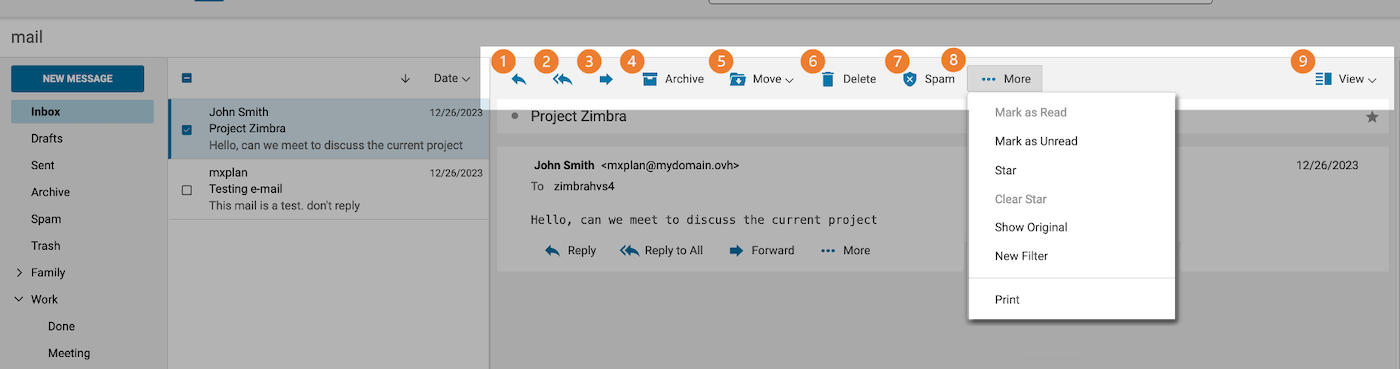 mail
1 2 3 4 5 6 7 8 9
NEW MESSAGE
Date
Archive Move Delete Spam More View
Inbox
Drafts
Sent
Archive
Spam
Trash
Family
Work
Done
Meeting
John Smith 12/26/2023
Project Zimbra
Hello, can we meet to discuss the current project
mxplan 12/26/2023
Testing e-mail
This mail is a test. don't reply
Project Zimbra
John Smith <mxplan@mydomain.ovh> 12/26/2023
To zimbrahvs4
Hello, can we meet to discuss the current project
Reply Reply to All Forward More
Mark as Read
Mark as Unread
Star
Clear Star
Show Original
New Filter
Print